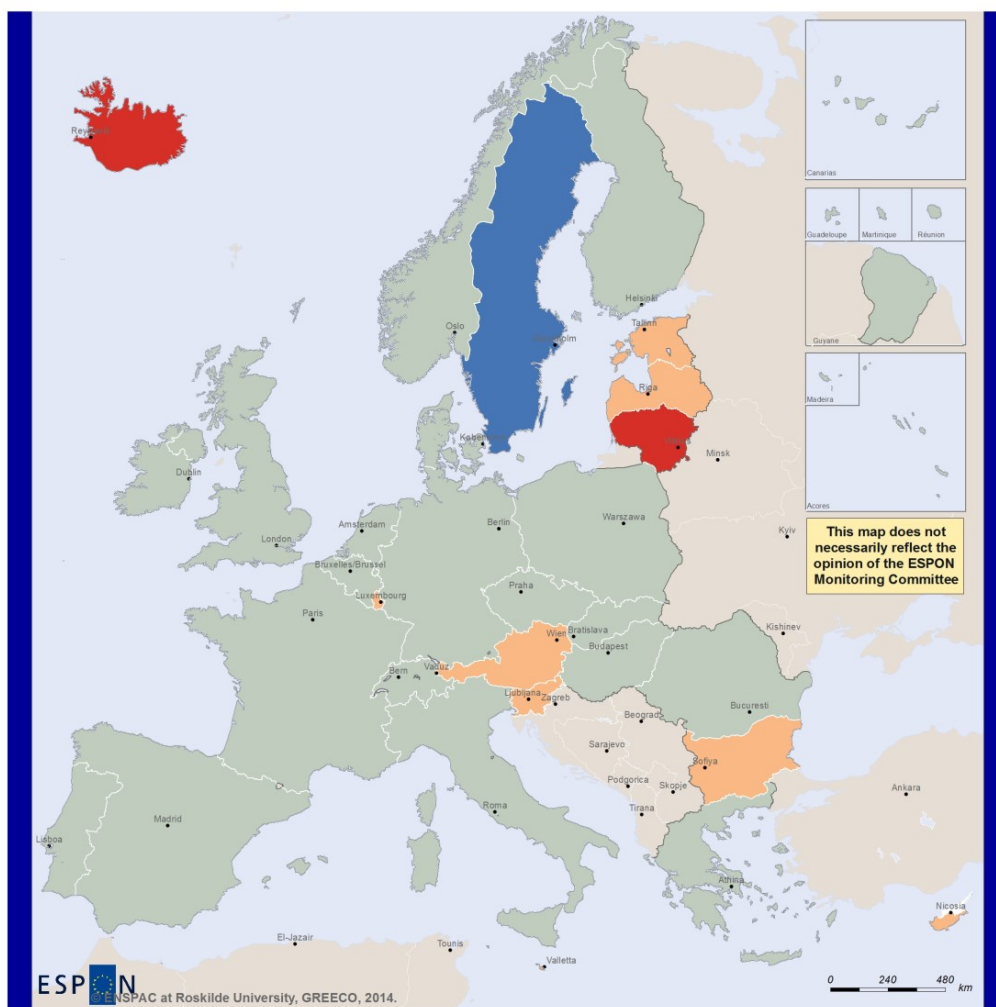 Reykjavik
Canarias
Guadeloupe
Martinique
Réunion
Guyane
Madeira
Acores
Helsinki
Oslo
Tallinn
Stockholm
Riga
København
Vilnius
Minsk
Dublin
Amsterdam
Berlin
Warszawa
London
Bruxelles/Brussel
Kyiv
This map does not
necessarily reflect the
opinion of the ESPON
Monitoring Committee
Luxembourg
Praha
Paris
Kishinev
Wien
Bratislava
Budapest
Bern
Vaduz
Ljubljana
Zagreb
Bucuresti
Beograd
Sarajevo
Sofiya
Podgorica
Skopje
Ankara
Roma
Tirana
Madrid
Lisboa
Athina
Nicosia
El-Jazair
Tounis
Valletta
ESPON
© ENSPAC at Roskilde University, GREECO, 2014.
0 240 480
km